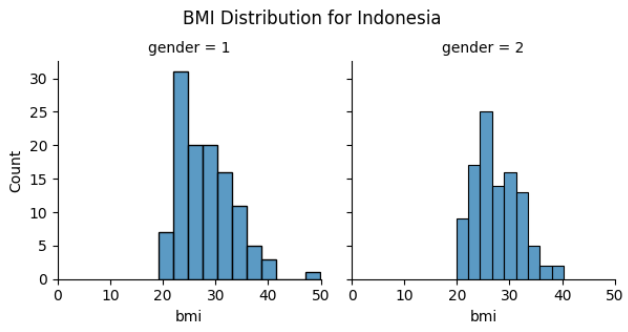 BMI Distribution for Indonesia
gender = 1
gender = 2
Count
30
25
20
15
10
5
0
0 10 20 30 40 50
0 10 20 30 40 50
bmi
bmi